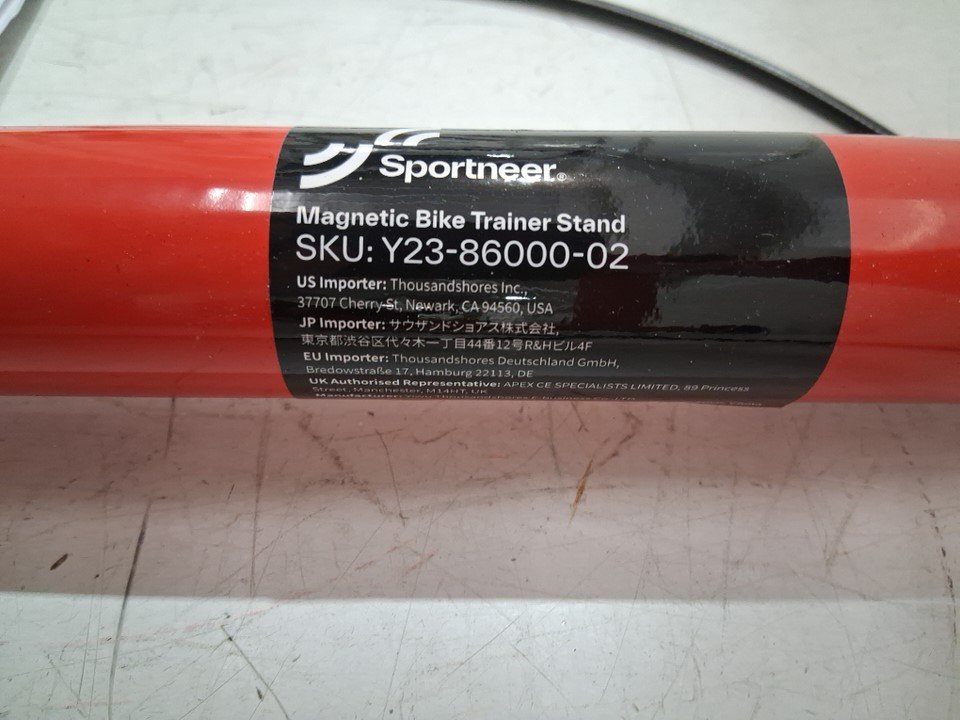 Sportneer®
Magnetic Bike Trainer Stand
SKU: Y23-86000-02
US Importer: Thousandshores Inc.,
37707 Cherry St, Newark, CA 94560, USA
JP Importer: サウザンドショアス株式会社,
東京都渋谷区代々木一丁目44番12号R&Hビル4F
EU Importer: Thousandshores Deutschland GmbH,
Bredowstraße 17, Hamburg 22113, DE
UK Authorised Representative: APEX CE SPECIALISTS LIMITED, 89 Princess
Street, Manchester, M14HT, UK
Manufacturer: